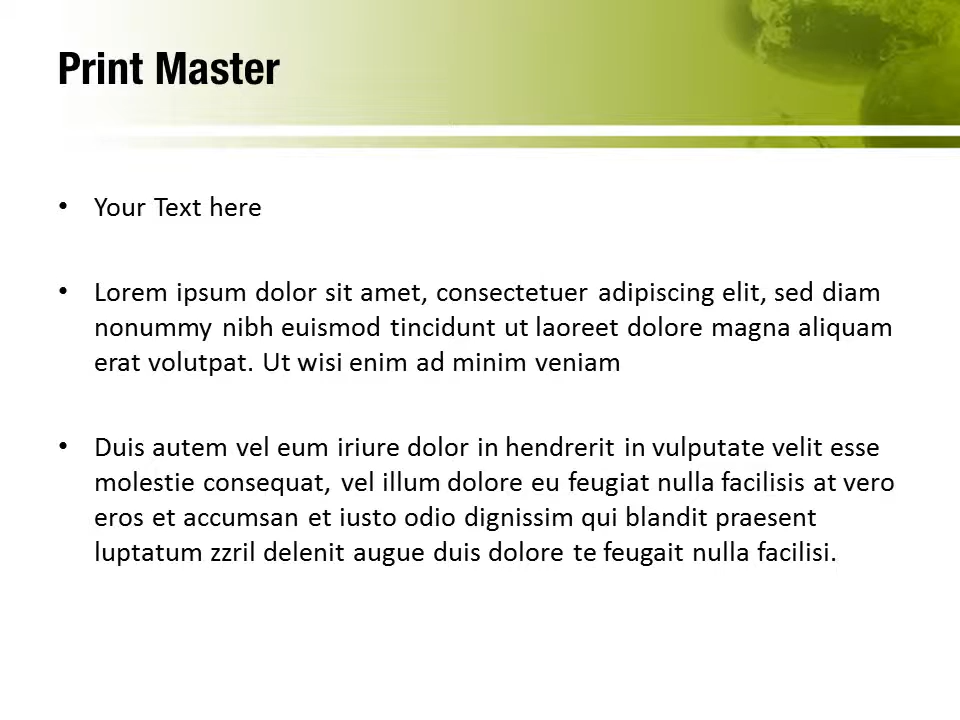 Print Master
• Your Text here
• Lorem ipsum dolor sit amet, consectetuer adipiscing elit, sed diam
nonummy nibh euismod tincidunt ut laoreet dolore magna aliquam
erat volutpat. Ut wisi enim ad minim veniam
• Duis autem vel eum iriure dolor in hendrerit in vulputate velit esse
molestie consequat, vel illum dolore eu feugiat nulla facilisis at vero
eros et accumsan et iusto odio dignissim qui blandit praesent
luptatum zzril delenit augue duis dolore te feugait nulla facilisi.